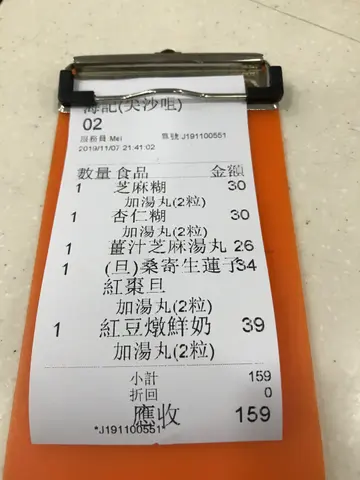 記(尖沙咀)
02
服務員 Mei 單號 J191100551
2019/11/07 21:41:02
數量 食品 金額
1 芝麻糊 30
加湯丸(2粒)
1 杏仁糊 30
加湯丸(2粒)
1 薑汁芝麻湯丸 26
1 (旦)桑寄生蓮子 34
紅棗旦
加湯丸(2粒)
1 紅豆燉鮮奶 39
加湯丸(2粒)
小計 159
折回 0
應收 159
*J191100551*